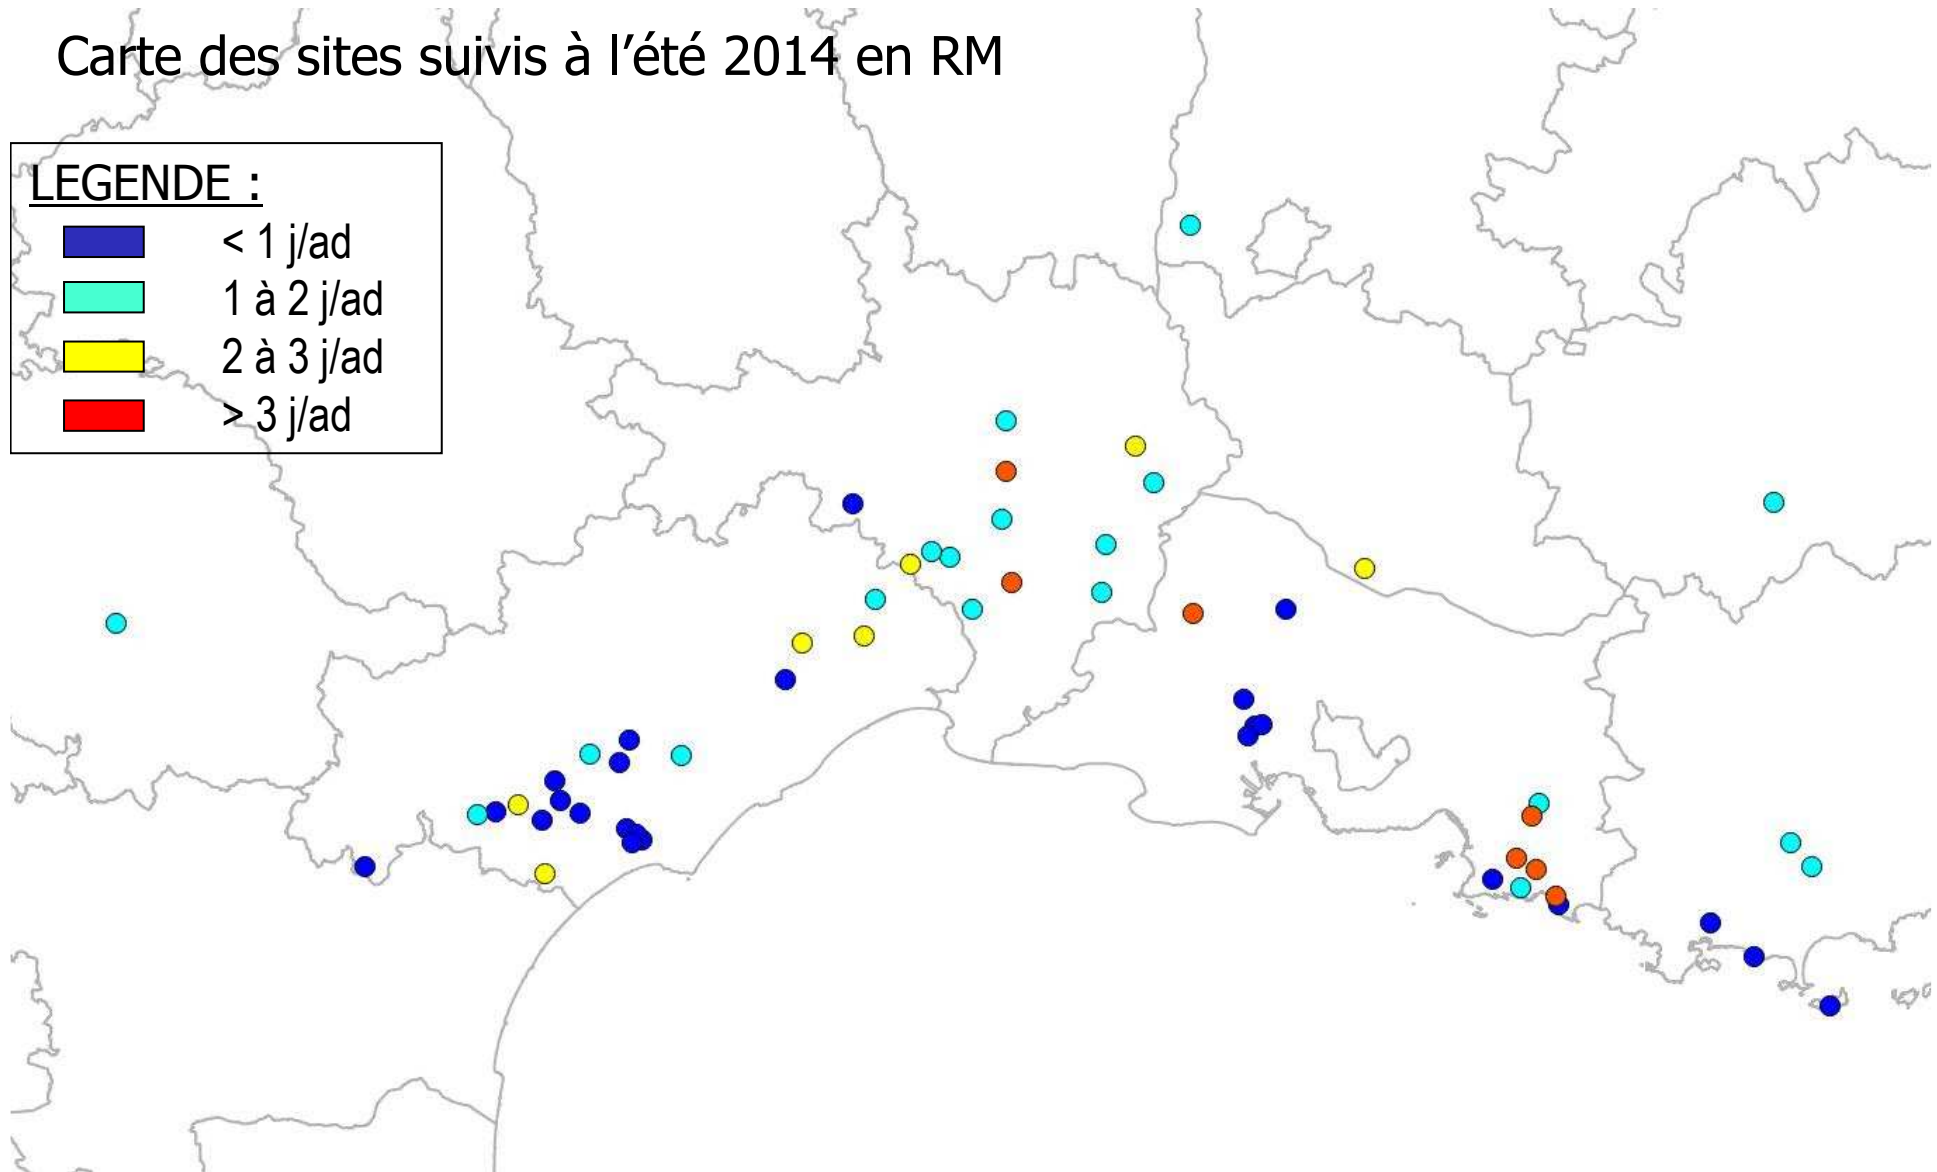 Carte des sites suivis à l’été 2014 en RM
LEGENDE :
< 1 j/ad
1 à 2 j/ad
2 à 3 j/ad
> 3 j/ad